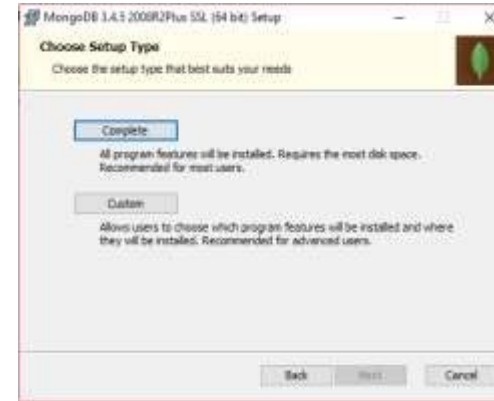 MongoDB 3.4.5 2008R2Plus SSL (64 bit) Setup
Choose Setup Type
Choose the setup type that best suits your needs
Complete
All program features will be installed. Requires the most disk space.
Recommended for most users.
Custom
Allows users to choose which program features will be installed and where
they will be installed. Recommended for advanced users.
Back Next Cancel